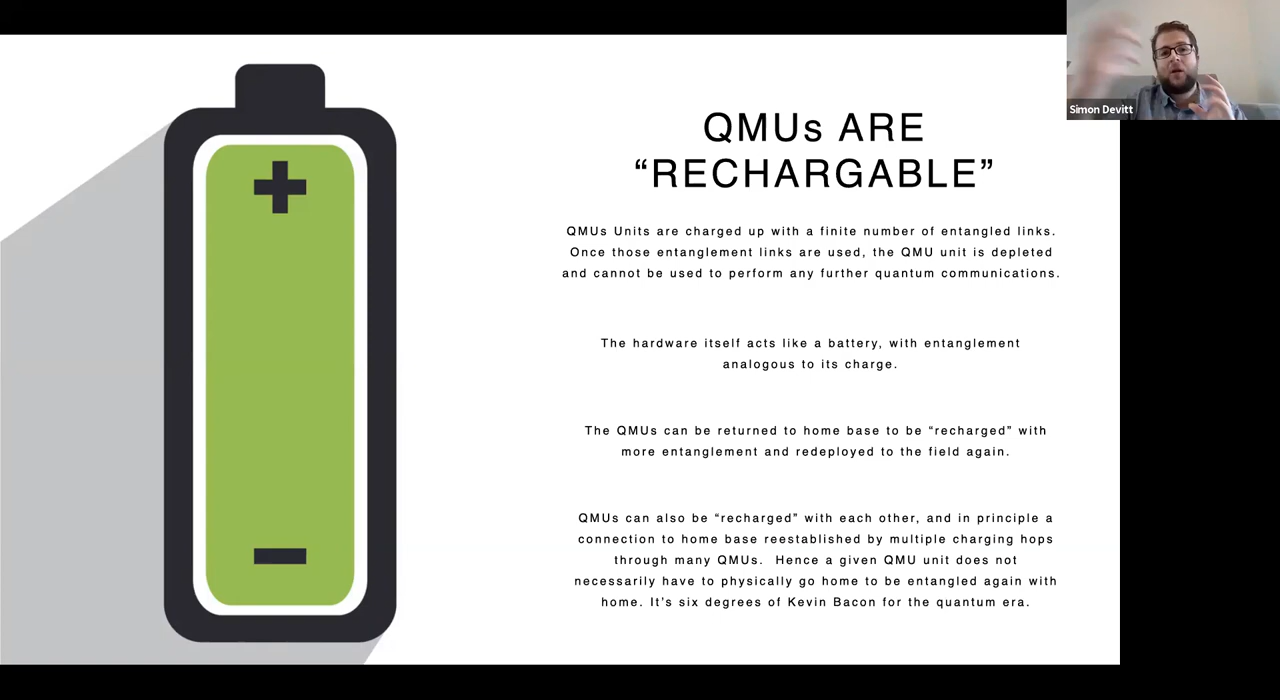 Simon Devitt
QMUs ARE
“RECHARGABLE”
QMUs Units are charged up with a finite number of entangled links.
Once those entanglement links are used, the QMU unit is depleted
and cannot be used to perform any further quantum communications.
The hardware itself acts like a battery, with entanglement
analogous to its charge.
The QMUs can be returned to home base to be “recharged” with
more entanglement and redeployed to the field again.
QMUs can also be “recharged” with each other, and in principle a
connection to home base reestablished by multiple charging hops
through many QMUs.  Hence a given QMU unit does not
necessarily have to physically go home to be entangled again with
home. It’s six degrees of Kevin Bacon for the quantum era.